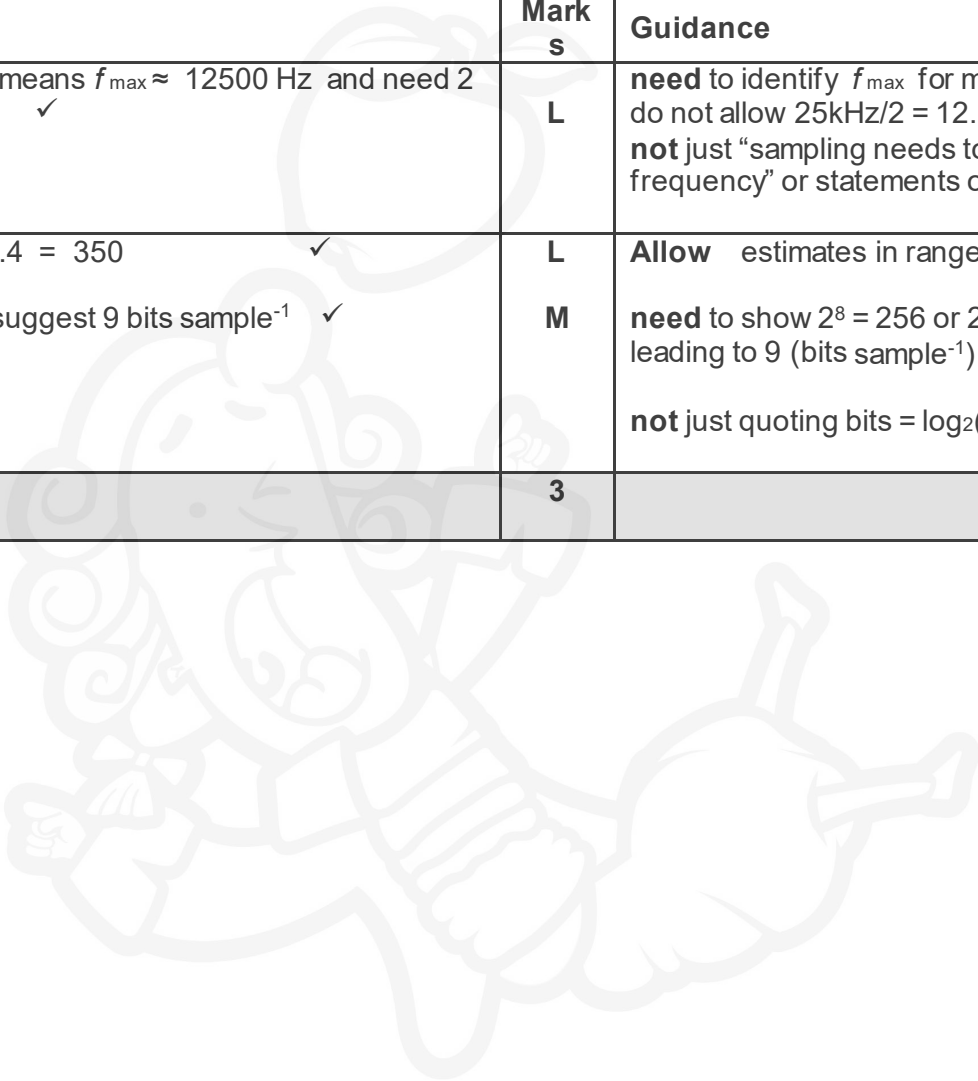 Mark
s
Guidance
means f max ≈ 12500 Hz and need 2
✓
L
need to identify f max for m
do not allow 25kHz/2 = 12.
not just “sampling needs to
frequency” or statements o
.4 = 350 ✓
L
Allow estimates in range
suggest 9 bits sample⁻¹ ✓
M
need to show 2⁸ = 256 or 2
leading to 9 (bits sample⁻¹)
not just quoting bits = log₂(
3